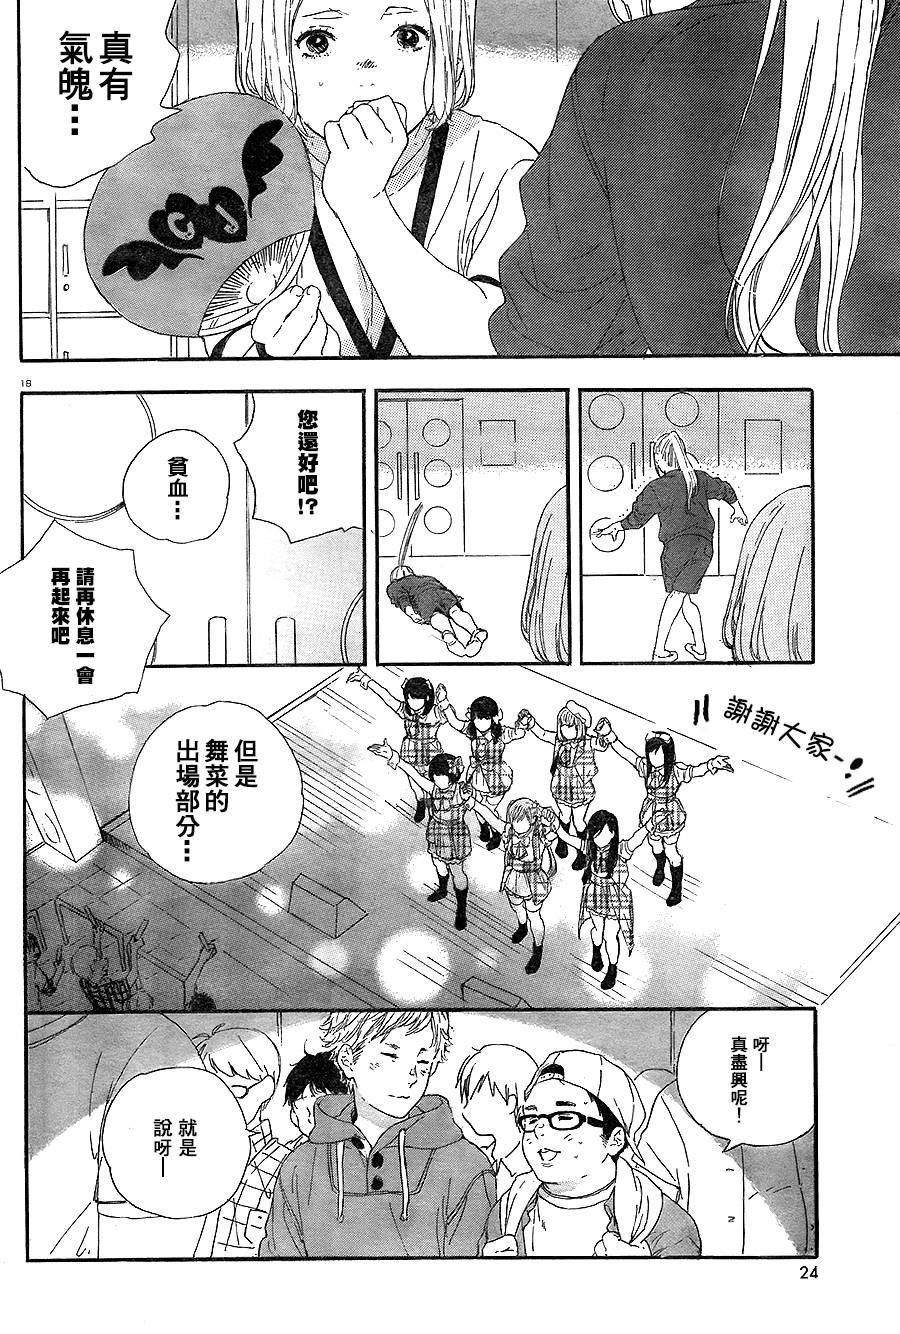 真有
氣魄…
CJ
18
您還好吧!?
貧血…
請再休息一會
再起來吧
謝謝大家~!
但是
舞菜的
出場部分…
呀—
真盡興呢!
就是
說呀—
24